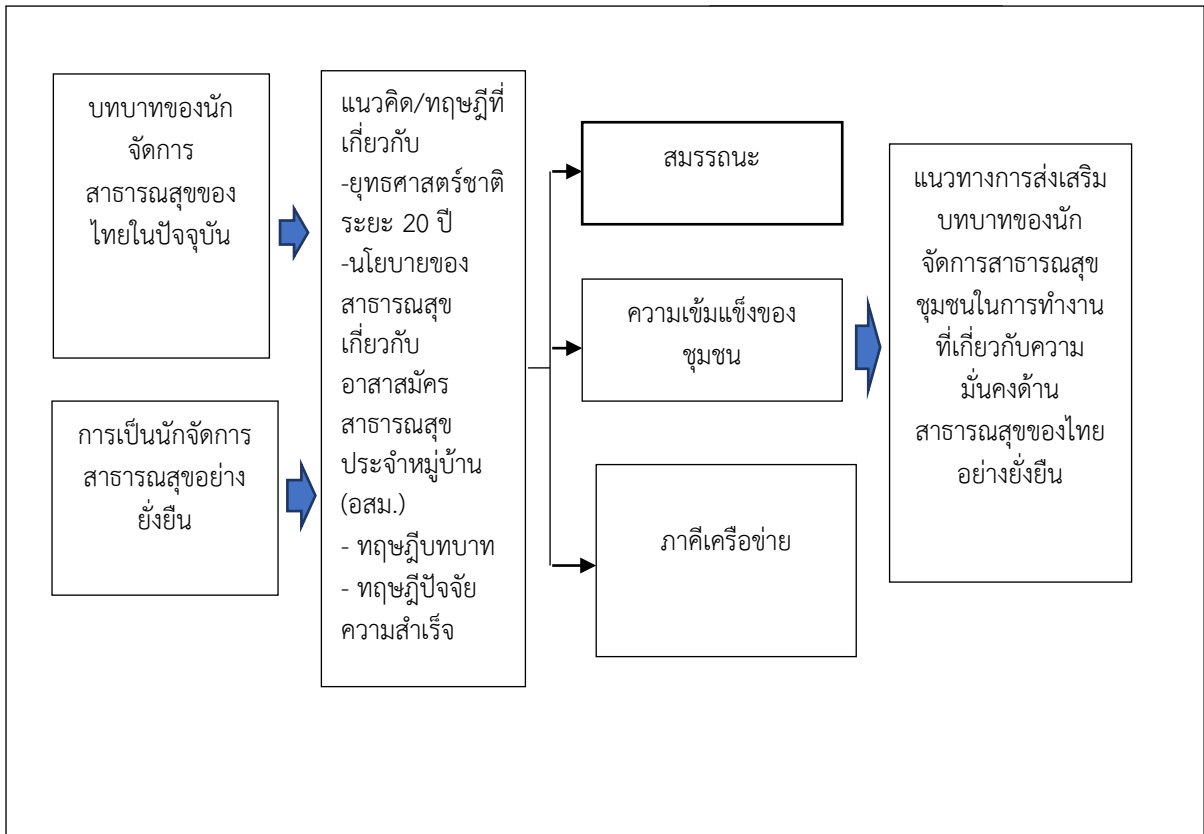 บทบาทของนัก
จัดการ
สาธารณสุขของ
ไทยในปัจจุบัน
การเป็นนักจัดการ
สาธารณสุขอย่าง
ยั่งยืน
แนวคิด/ทฤษฎีที่
เกี่ยวกับ
-ยุทธศาสตร์ชาติ
ระยะ 20 ปี
-นโยบายของ
สาธารณสุข
เกี่ยวกับ
อาสาสมัคร
สาธารณสุข
ประจำหมู่บ้าน
(อสม.)
- ทฤษฎีบทบาท
- ทฤษฎีปัจจัย
ความสำเร็จ
สมรรถนะ
ความเข้มแข็งของ
ชุมชน
ภาคีเครือข่าย
แนวทางการส่งเสริม
บทบาทของนัก
จัดการสาธารณสุข
ชุมชนในการทำงาน
ที่เกี่ยวกับความ
มั่นคงด้าน
สาธารณสุขของไทย
อย่างยั่งยืน